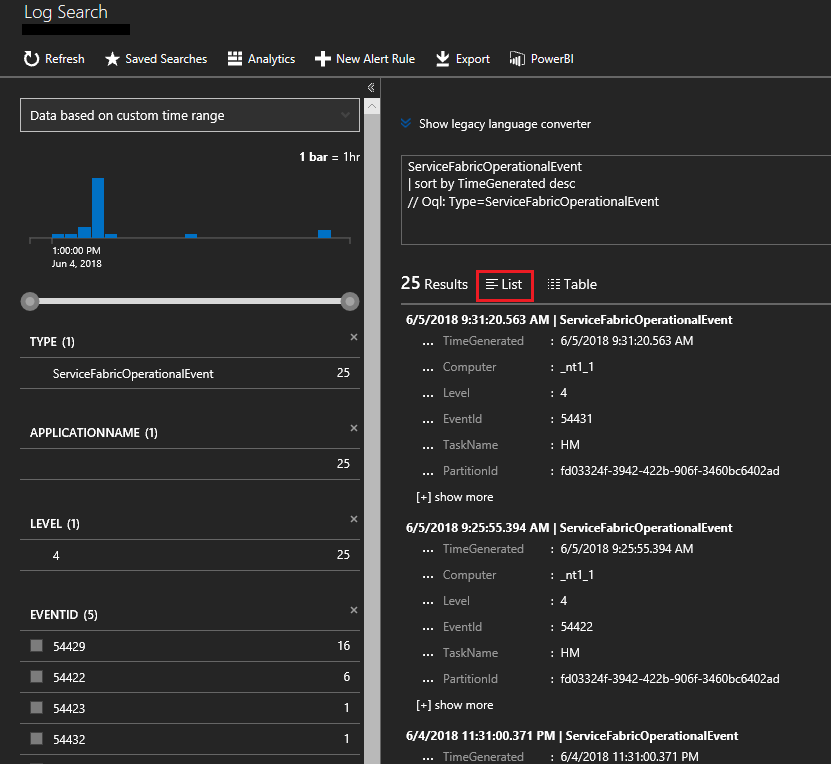 Log Search
Refresh Saved Searches Analytics New Alert Rule Export PowerBI
Data based on custom time range
1 bar = 1hr
1:00:00 PM
Jun 4, 2018
TYPE (1)
ServiceFabricOperationalEvent 25
APPLICATIONNAME (1)
25
LEVEL (1)
4 25
EVENTID (5)
54429 16
54422 6
54423 1
54432 1
Show legacy language converter
ServiceFabricOperationalEvent
| sort by TimeGenerated desc
// Oql: Type=ServiceFabricOperationalEvent
25 Results List Table
6/5/2018 9:31:20.563 AM | ServiceFabricOperationalEvent
... TimeGenerated : 6/5/2018 9:31:20.563 AM
... Computer : _nt1_1
... Level : 4
... EventId : 54431
... TaskName : HM
... PartitionId : fd03324f-3942-422b-906f-3460bc6402ad
[+] show more
6/5/2018 9:25:55.394 AM | ServiceFabricOperationalEvent
... TimeGenerated : 6/5/2018 9:25:55.394 AM
... Computer : _nt1_1
... Level : 4
... EventId : 54422
... TaskName : HM
... PartitionId : fd03324f-3942-422b-906f-3460bc6402ad
[+] show more
6/4/2018 11:31:00.371 PM | ServiceFabricOperationalEvent
... TimeGenerated : 6/4/2018 11:31:00.371 PM